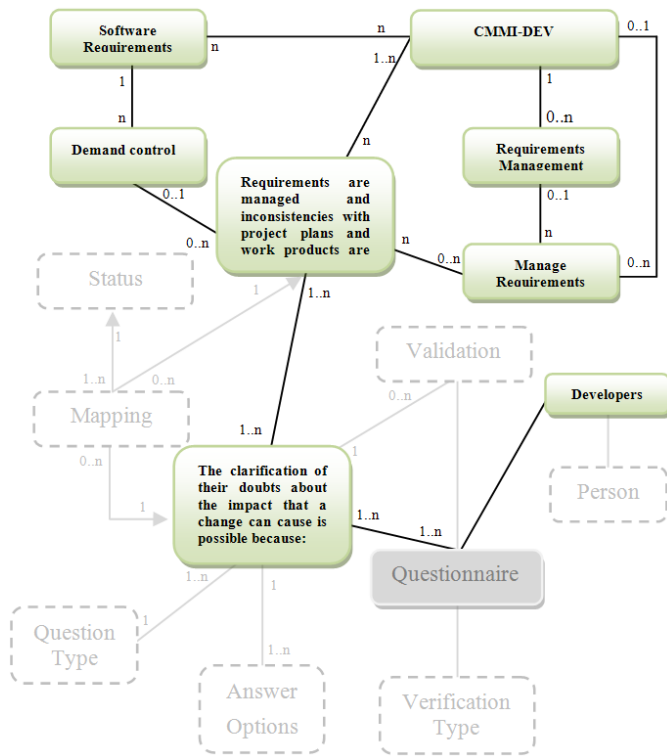 Software
Requirements
n
n
CMMI-DEV
0..1
1
1..n
1
n
0..n
Demand control
n
Requirements
Management
0..1
Requirements are
managed and
inconsistencies with
project plans and
work products are
0..1
0..n
n
n
0..n
0..n
Manage
Requirements
Status
1
1..n
1
1..n
0..n
Validation
Mapping
0..n
Developers
0..n
1..n
1
The clarification of
their doubts about
the impact that a
change can cause is
possible because:
1
Person
1..n
1..n
Questionnaire
1..n
1
1
Question
Type
1..n
Answer
Options
Verification
Type